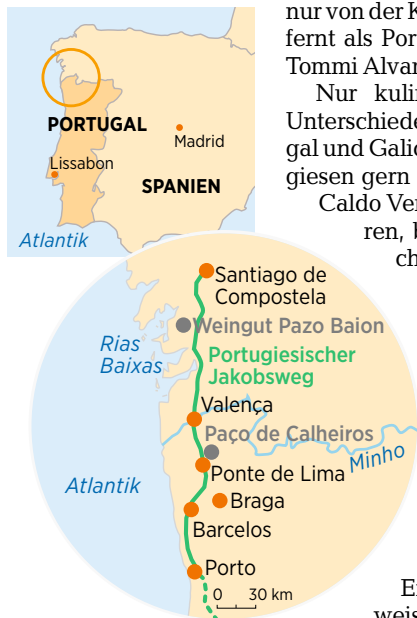 nur von der K
fernt als Por
Tommi Alvar
Nur kulin
Unterschiede
gal und Galic
giesen gern
Caldo Ver
ren, b
ch
PORTUGAL
Madrid
Lissabon
SPANIEN
Atlantik
Santiago de
Compostela
Weingut Pazo Baion
Rias
Baixas
Portugiesischer
Jakobsweg
Valença
Paço de Calheiros
Minho
Ponte de Lima
Atlantik
Braga
Barcelos
Porto
0 30 km
weis